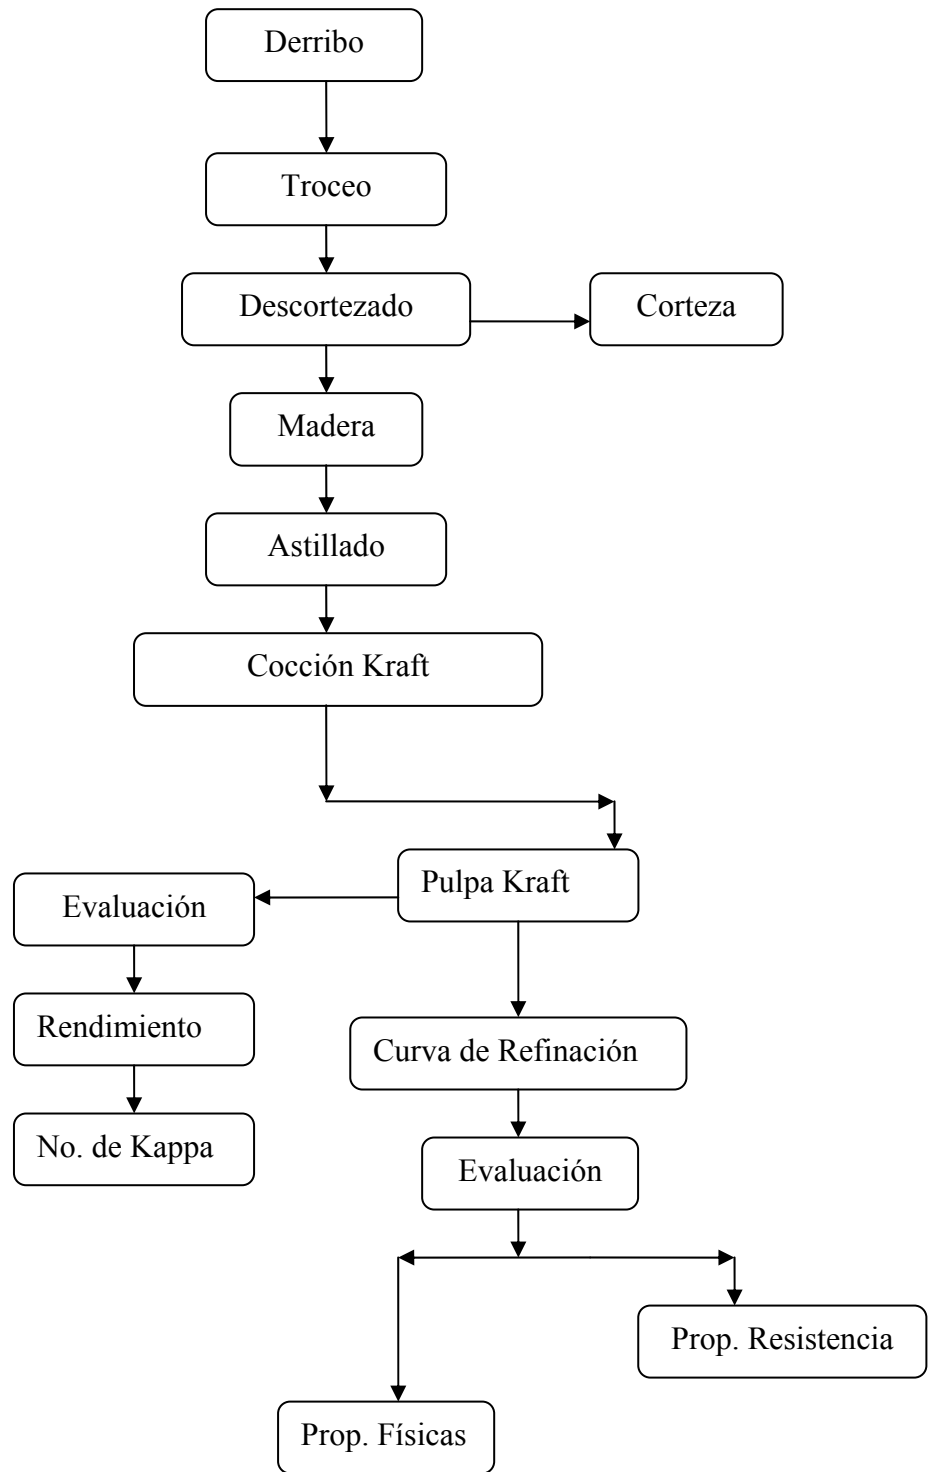 Derribo
Troceo
Descortezado
Corteza
Madera
Astillado
Cocción Kraft
Pulpa Kraft
Evaluación
Rendimiento
No. de Kappa
Curva de Refinación
Evaluación
Prop. Resistencia
Prop. Físicas